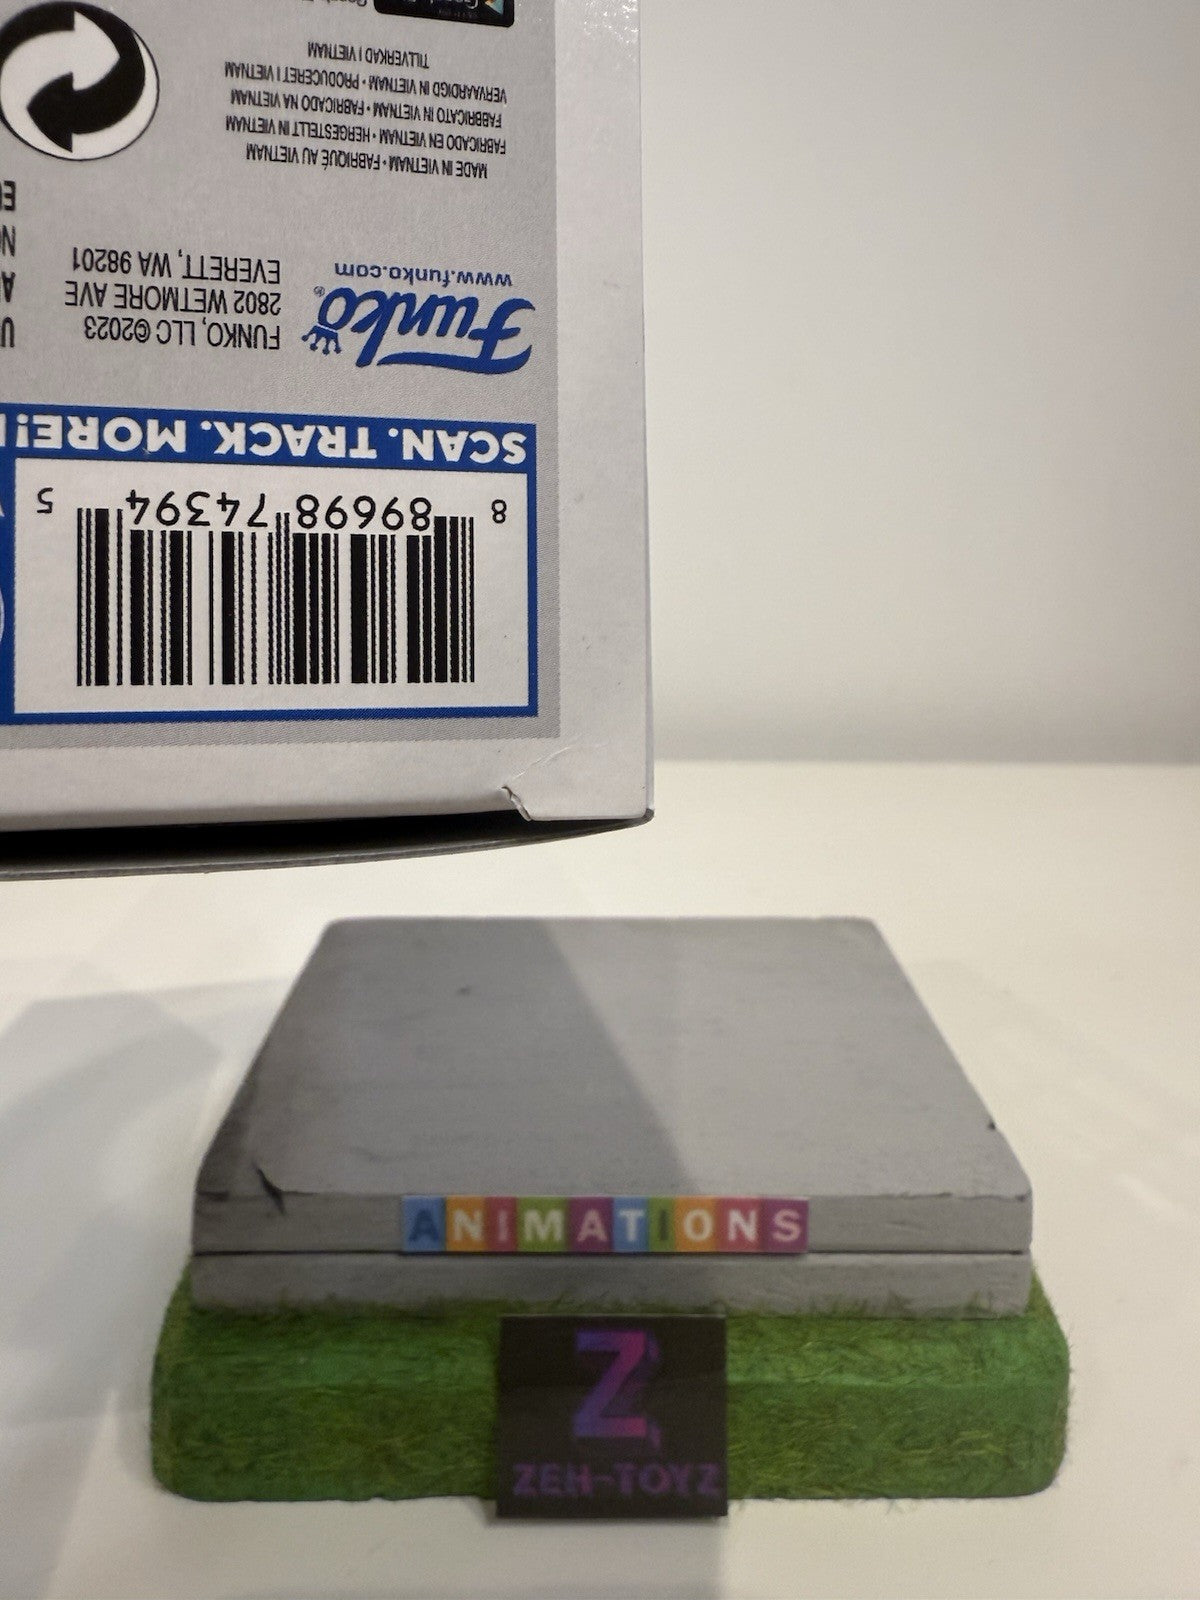 SCAN. TRACK. MORE!
8 89698 74394 5
Funko®
www.funko.com
FUNKO, LLC ©2023
2802 WETMORE AVE
EVERETT, WA 98201
MADE IN VIETNAM • FABRIQUÉ AU VIETNAM
FABRICADO EN VIETNAM • HERGESTELLT IN VIETNAM
FABBRICATO IN VIETNAM • FABRICADO NA VIETNAM
VERVAARDIGD IN VIETNAM • PRODUCERET I VIETNAM
TILLVERKAD I VIETNAM
ANIMATIONS
Z
ZEH-TOYZ